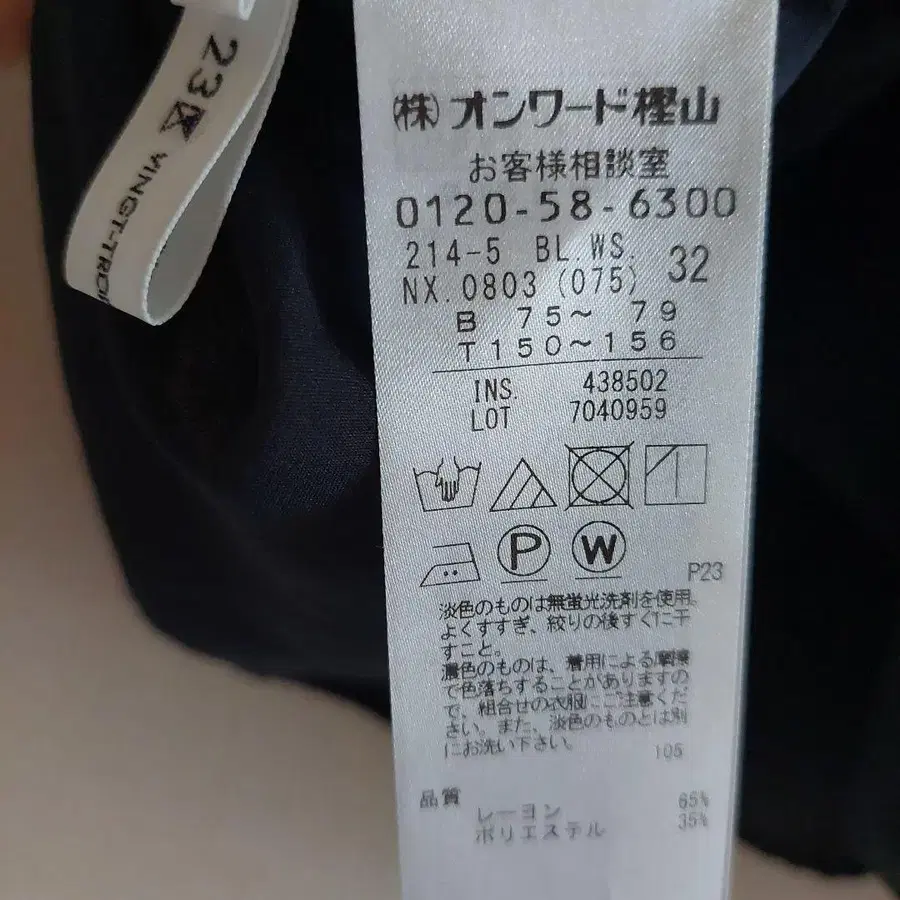 23区
VINGT-TROI
(株)オンワード樫山
お客様相談室
0120-58-6300
214-5 BL.WS. 32
NX.0803 (075)
B 75~ 79
T150~156
INS. 438502
LOT 7040959
P W
P23
淡色のものは無蛍光洗剤を使用。
よくすすぎ、絞りの後すぐに干
すこと。
濃色のものは、着用による摩擦
で色落ちすることがありますの
で、組合せの衣服にご注意くだ
さい。また、淡色のものとは別
にお洗い下さい。
105
品質
レーヨン 65%
ポリエステル 35%